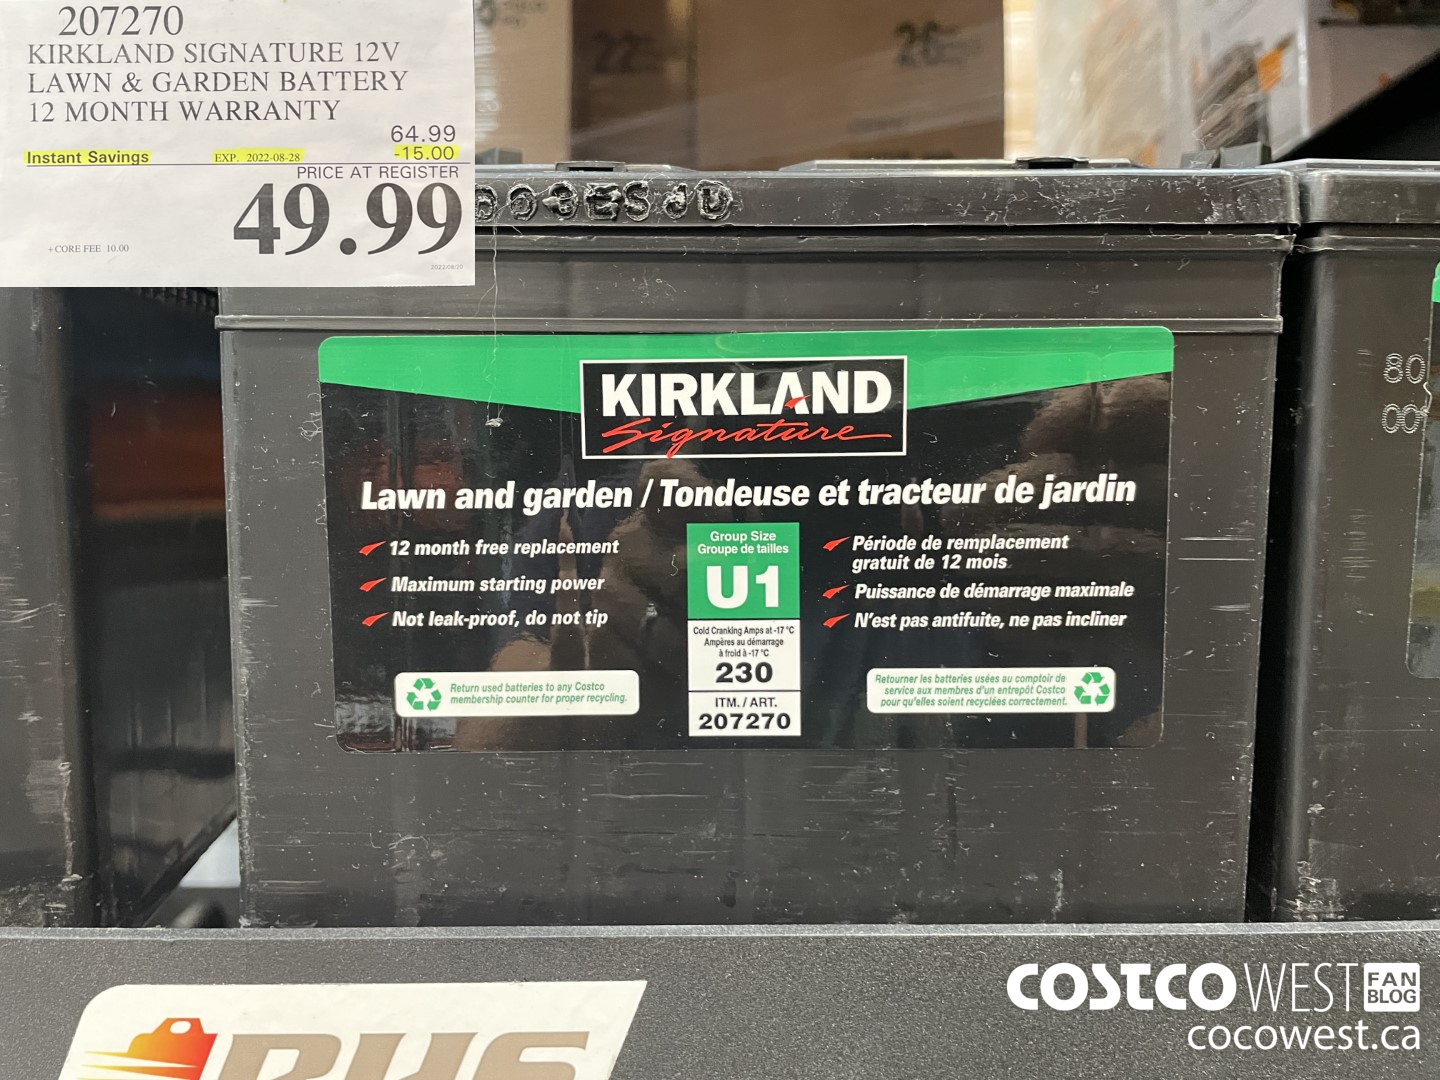 207270
KIRKLAND SIGNATURE 12V
LAWN & GARDEN BATTERY
12 MONTH WARRANTY
64.99
Instant Savings EXP. 2022-08-28 -15.00
PRICE AT REGISTER
49.99
+CORE FEE 10.00
2022/08/20
KIRKLAND
Signature
Lawn and garden / Tondeuse et tracteur de jardin
12 month free replacement
Maximum starting power
Not leak-proof, do not tip
Group Size
Groupe de tailles
U1
Cold Cranking Amps at -17 °C
Ampères au démarrage
à froid à -17 °C
230
ITM. / ART.
207270
Période de remplacement
gratuit de 12 mois
Puissance de démarrage maximale
N'est pas antifuite, ne pas incliner
Return used batteries to any Costco
membership counter for proper recycling.
Retourner les batteries usées au comptoir de
service aux membres d'un entrepôt Costco
pour qu'elles soient recyclées correctement.
80
00
COSTCO WEST FAN
BLOG
cocowest.ca